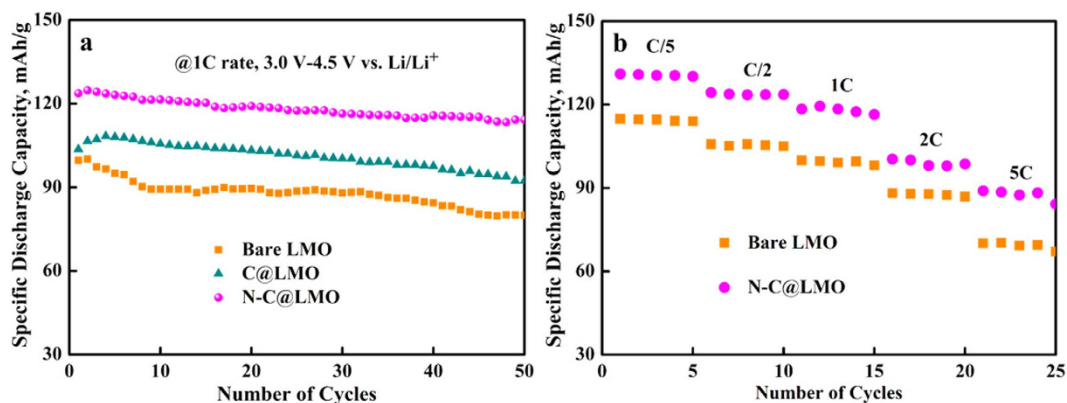 a
@1C rate, 3.0 V-4.5 V vs. Li/Li⁺
Specific Discharge Capacity, mAh/g
150
120
90
60
30
Bare LMO
C@LMO
N-C@LMO
0 10 20 30 40 50
Number of Cycles
b
C/5
C/2
1C
2C
5C
Specific Discharge Capacity, mAh/g
150
120
90
60
30
Bare LMO
N-C@LMO
0 5 10 15 20 25
Number of Cycles